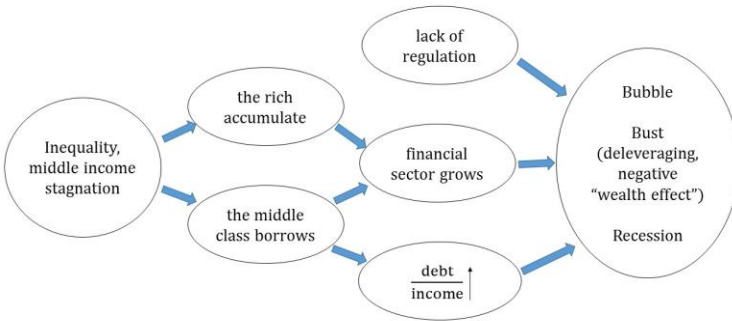 lack of
regulation
the rich
accumulate
Inequality,
middle income
stagnation
the middle
class borrows
financial
sector grows
debt
income
Bubble
Bust
(deleveraging,
negative
“wealth effect”)
Recession